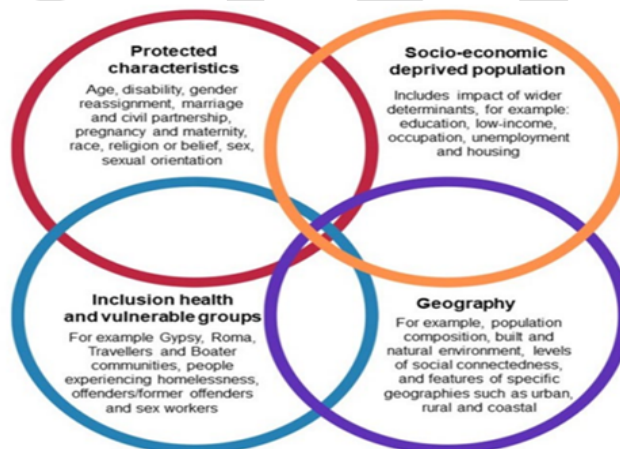 Protected
characteristics
Age, disability, gender
reassignment, marriage
and civil partnership,
pregnancy and maternity,
race, religion or belief, sex,
sexual orientation
Socio-economic
deprived population
Includes impact of wider
determinants, for example:
education, low-income,
occupation, unemployment
and housing
Inclusion health
and vulnerable groups
For example Gypsy, Roma,
Travellers and Boater
communities, people
experiencing homelessness,
offenders/former offenders
and sex workers
Geography
For example, population
composition, built and
natural environment, levels
of social connectedness,
and features of specific
geographies such as urban,
rural and coastal